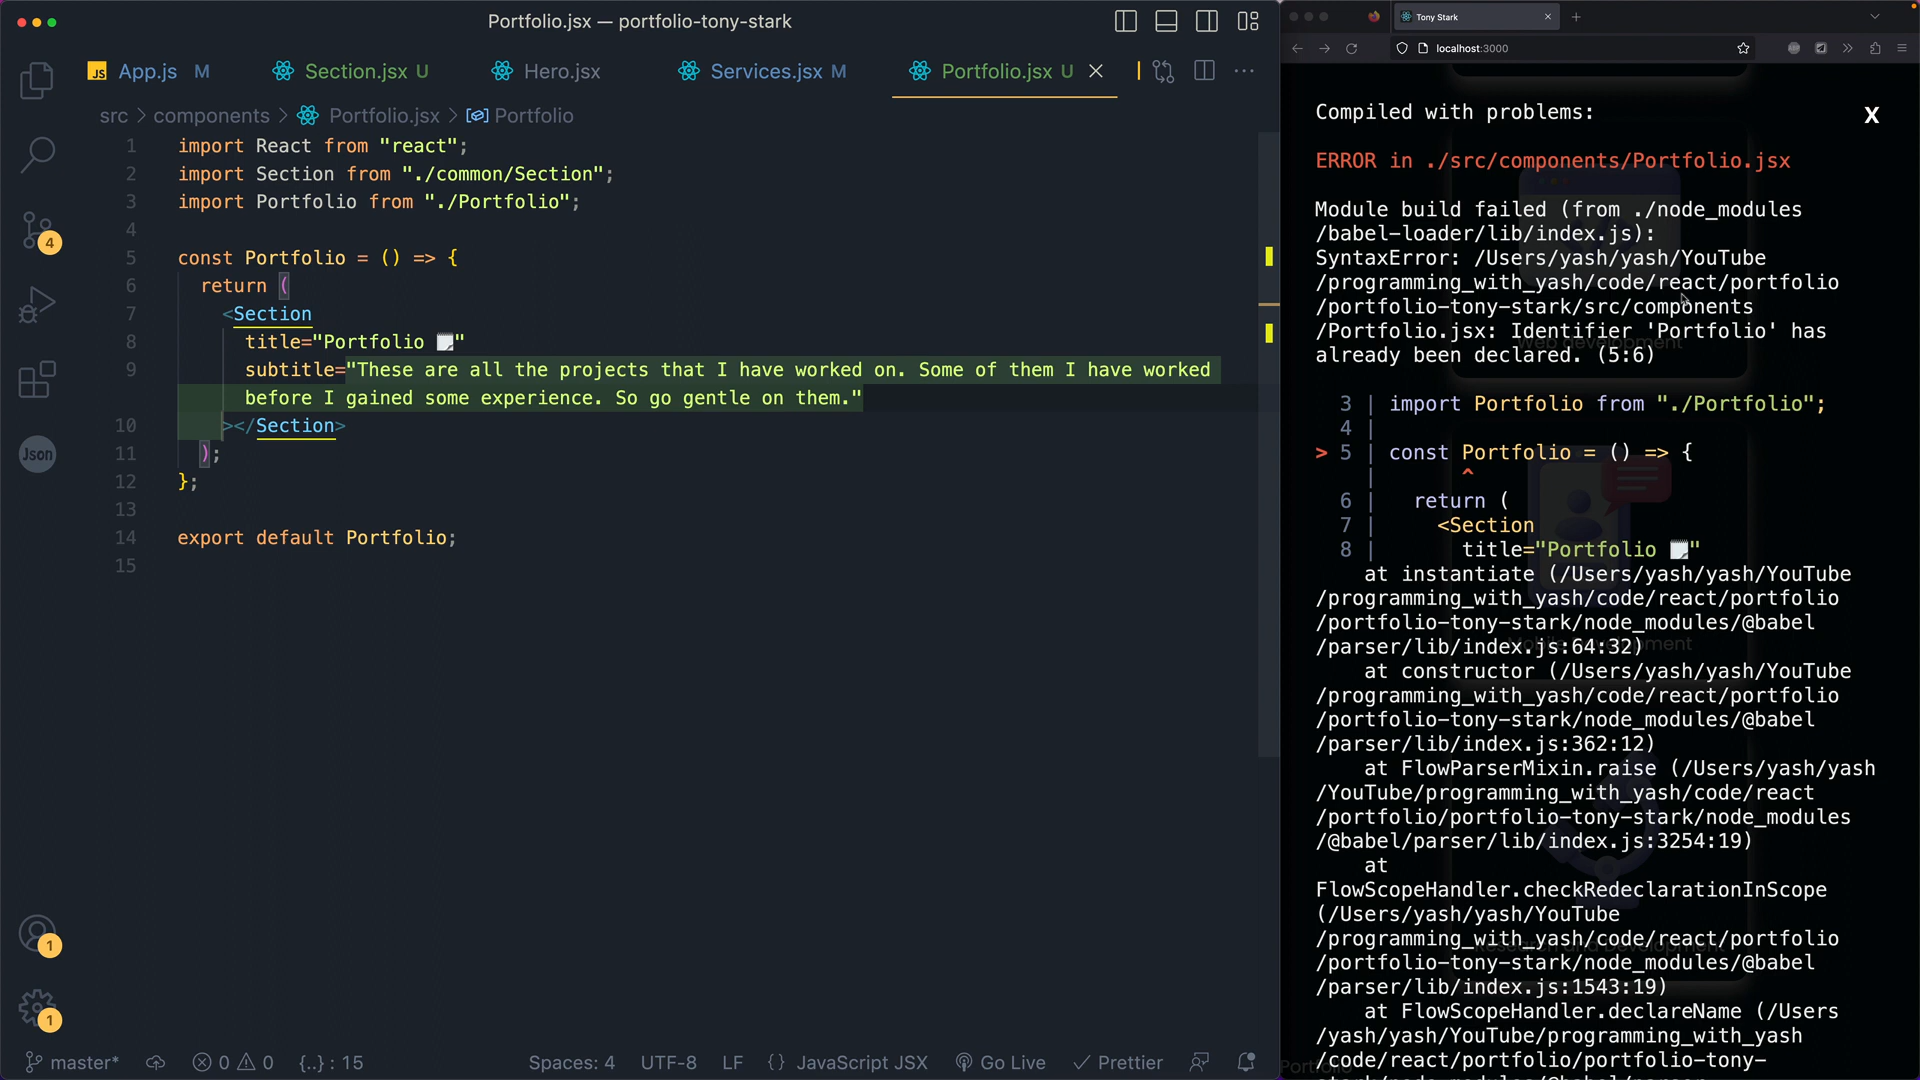 Portfolio.jsx — portfolio-tony-stark
JS App.js M
Section.jsx U
Hero.jsx
Services.jsx M
Portfolio.jsx U
src > components > Portfolio.jsx > Portfolio
1 import React from "react";
2 import Section from "./common/Section";
3 import Portfolio from "./Portfolio";
4
5 const Portfolio = () => {
6 return (
7 <Section
8 title="Portfolio 🗒️"
9 subtitle="These are all the projects that I have worked on. Some of them I have worked
before I gained some experience. So go gentle on them."
10 ></Section>
11 );
12 };
13
14 export default Portfolio;
15
4
Json
1
1
master*
0 0
{..} : 15
Spaces: 4
UTF-8
LF
{} JavaScript JSX
Go Live
Prettier
Tony Stark
localhost:3000
Compiled with problems:
X
ERROR in ./src/components/Portfolio.jsx
Module build failed (from ./node_modules
/babel-loader/lib/index.js):
SyntaxError: /Users/yash/yash/YouTube
/programming_with_yash/code/react/portfolio
/portfolio-tony-stark/src/components
/Portfolio.jsx: Identifier 'Portfolio' has
already been declared. (5:6)
Web development
3 | import Portfolio from "./Portfolio";
4 |
> 5 | const Portfolio = () => {
| ^
6 | return (
7 | <Section
8 | title="Portfolio 🗒️"
at instantiate (/Users/yash/yash/YouTube
/programming_with_yash/code/react/portfolio
/portfolio-tony-stark/node_modules/@babel
/parser/lib/index.js:64:32)
Mobile Development
at constructor (/Users/yash/yash/YouTube
/programming_with_yash/code/react/portfolio
/portfolio-tony-stark/node_modules/@babel
/parser/lib/index.js:362:12)
at FlowParserMixin.raise (/Users/yash/yash
/YouTube/programming_with_yash/code/react
/portfolio/portfolio-tony-stark/node_modules
/@babel/parser/lib/index.js:3254:19)
at
FlowScopeHandler.checkRedeclarationInScope
(/Users/yash/yash/YouTube
/programming_with_yash/code/react/portfolio
/portfolio-tony-stark/node_modules/@babel
/parser/lib/index.js:1543:19)
at FlowScopeHandler.declareName (/Users
/yash/yash/YouTube/programming_with_yash
/code/react/portfolio/portfolio-tony-